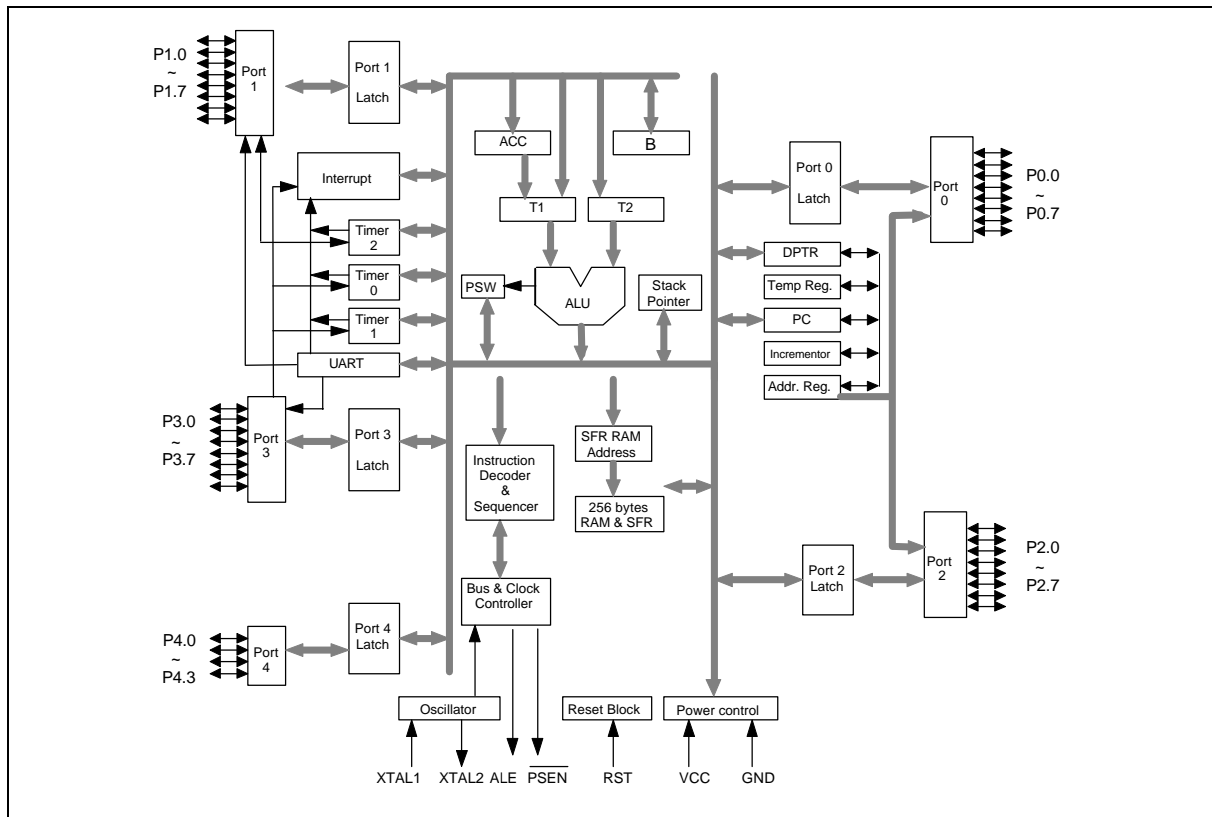 P1.0
~
P1.7
Port
1
Port 1
Latch
ACC
B
Interrupt
T1
T2
Timer
2
Timer
0
Timer
1
UART
PSW
ALU
Stack
Pointer
Port 0
Latch
Port
0
P0.0
~
P0.7
DPTR
Temp Reg.
PC
Incrementor
Addr. Reg.
P3.0
~
P3.7
Port
3
Port 3
Latch
Instruction
Decoder
&
Sequencer
SFR RAM
Address
256 bytes
RAM & SFR
Port 2
Latch
Port
2
P2.0
~
P2.7
Bus & Clock
Controller
P4.0
~
P4.3
Port
4
Port 4
Latch
Oscillator
Reset Block
Power control
XTAL1
XTAL2
ALE
PSEN
RST
VCC
GND